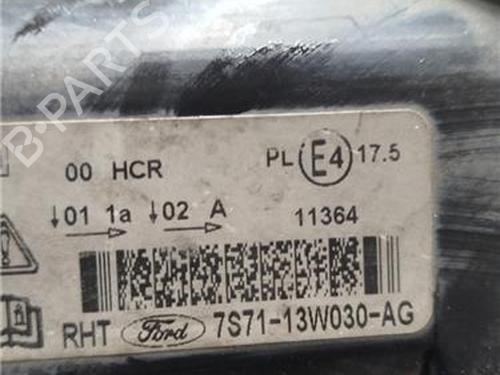 B-PARTS
00 HCR
PL E4 17.5
↓01 1a ↓02 A
11364
RHT Ford 7S71-13W030-AG